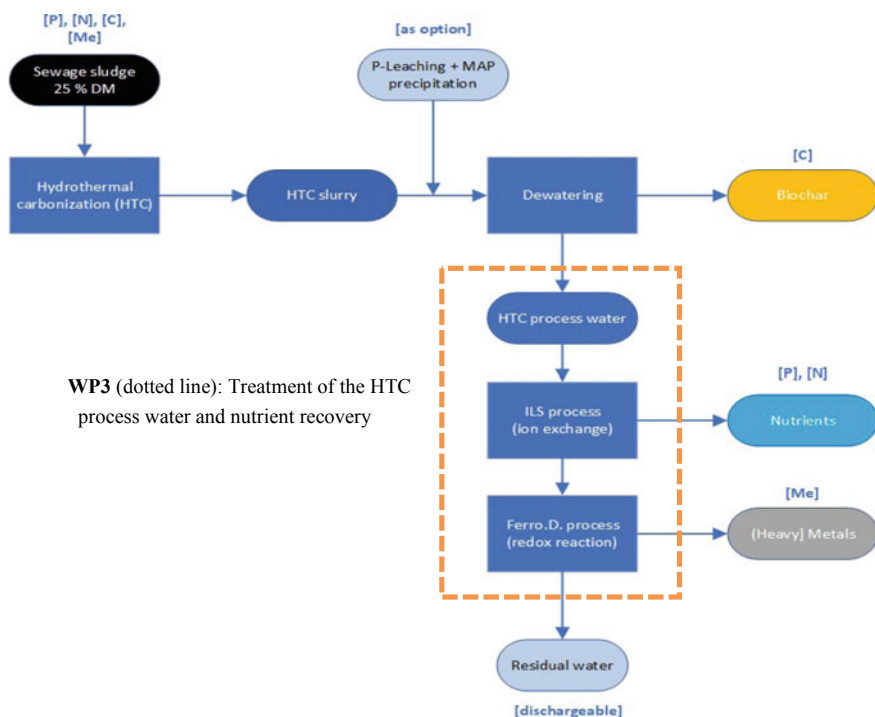 [P], [N], [C],
[Me]
[as option]
Sewage sludge
25 % DM
P-Leaching + MAP
precipitation
Hydrothermal
carbonization (HTC)
HTC slurry
Dewatering
[C]
Biochar
HTC process water
WP3 (dotted line): Treatment of the HTC
process water and nutrient recovery
ILS process
(ion exchange)
[P], [N]
Nutrients
Ferro.D. process
(redox reaction)
[Me]
(Heavy] Metals
Residual water
[dischargeable]